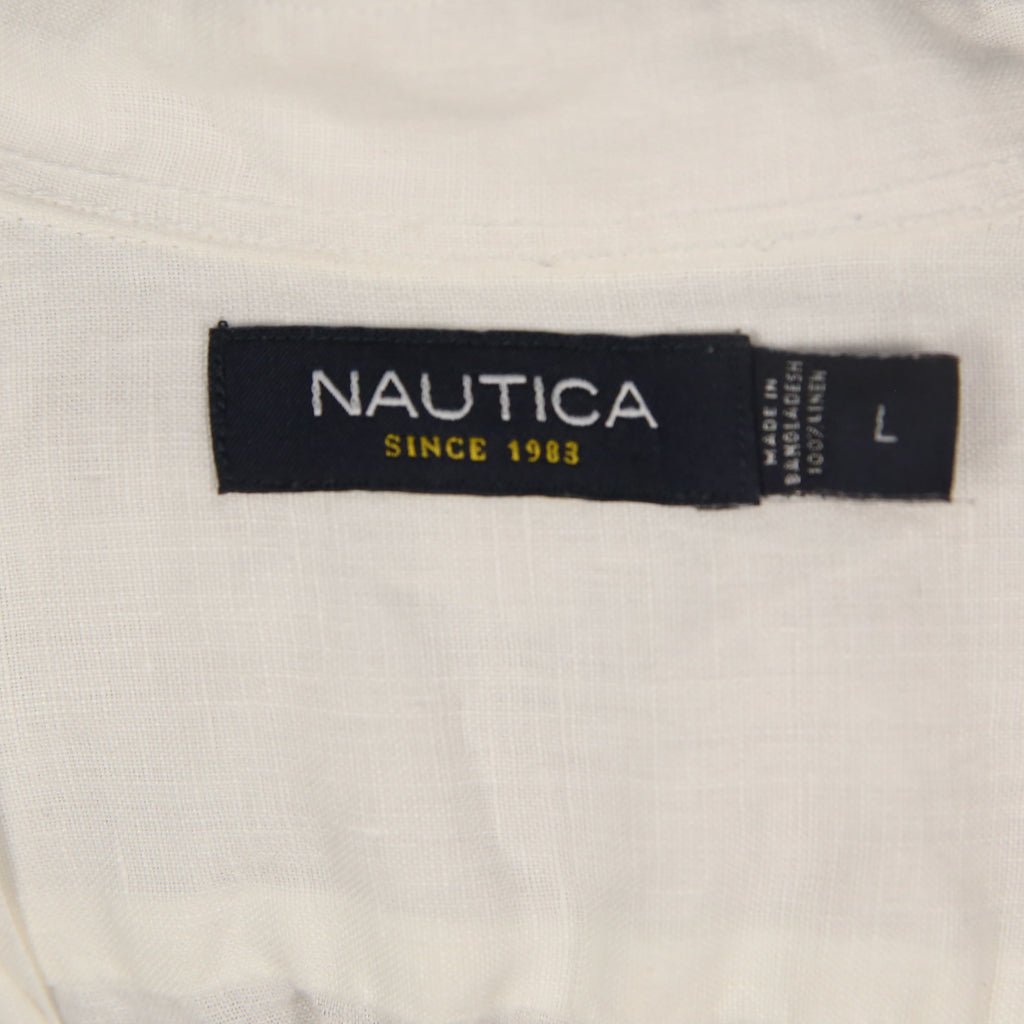 NAUTICA
SINCE 1983
MADE IN
BANGLADESH
100% LINEN
L